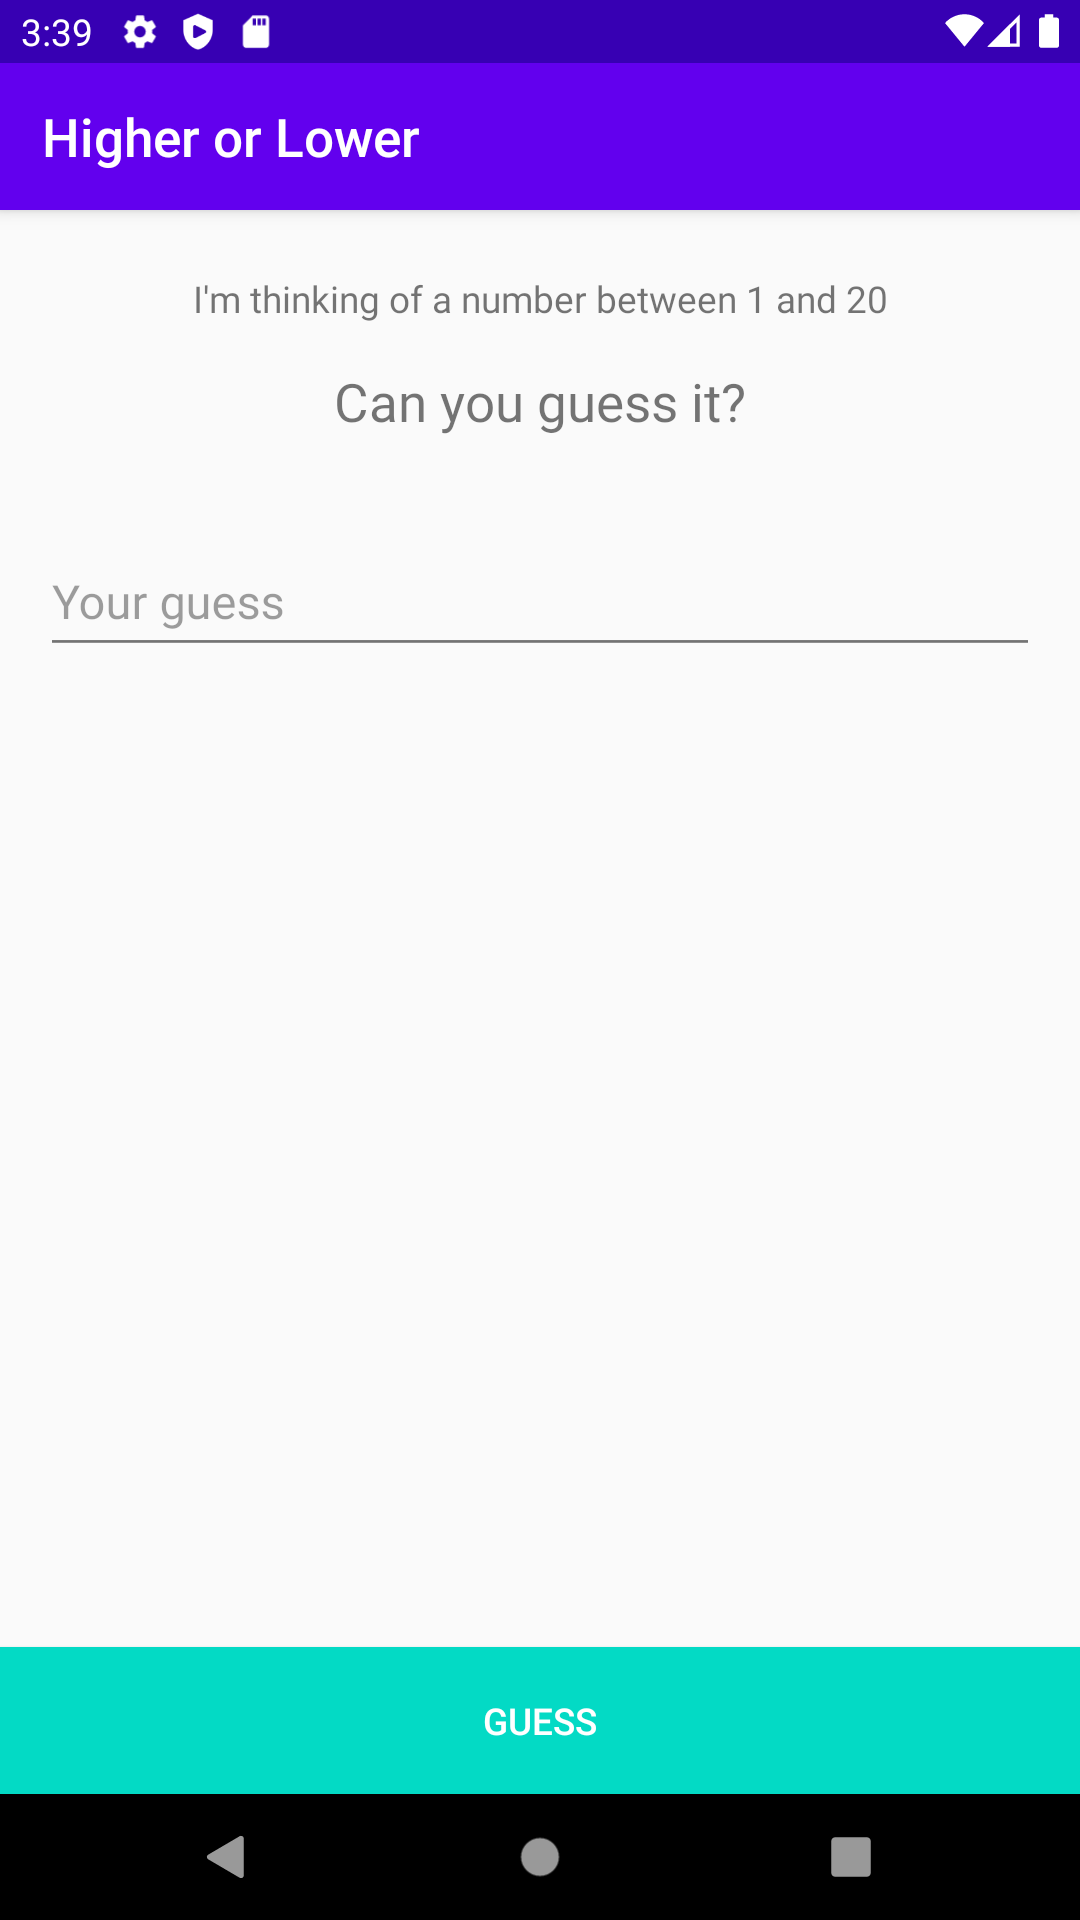 3:39
Higher or Lower
I'm thinking of a number between 1 and 20
Can you guess it?
Your guess
GUESS